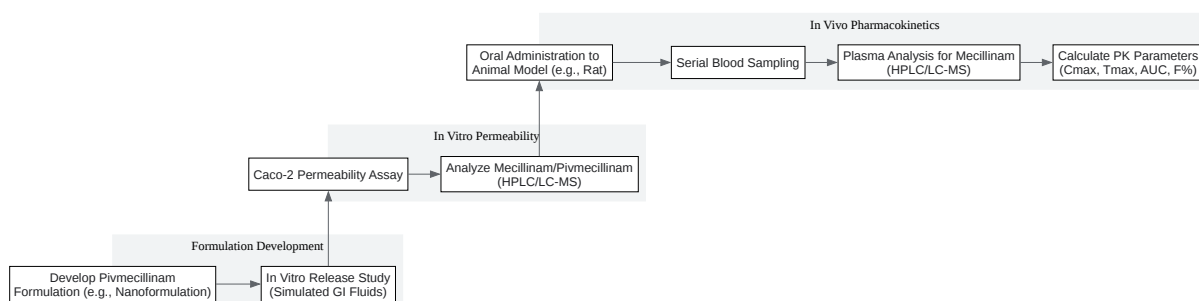 In Vivo Pharmacokinetics
Oral Administration to
Animal Model (e.g., Rat)
Serial Blood Sampling
Plasma Analysis for Mecillinam
(HPLC/LC-MS)
Calculate PK Parameters
(Cmax, Tmax, AUC, F%)
In Vitro Permeability
Caco-2 Permeability Assay
Analyze Mecillinam/Pivmecillinam
(HPLC/LC-MS)
Formulation Development
Develop Pivmecillinam
Formulation (e.g., Nanoformulation)
In Vitro Release Study
(Simulated GI Fluids)